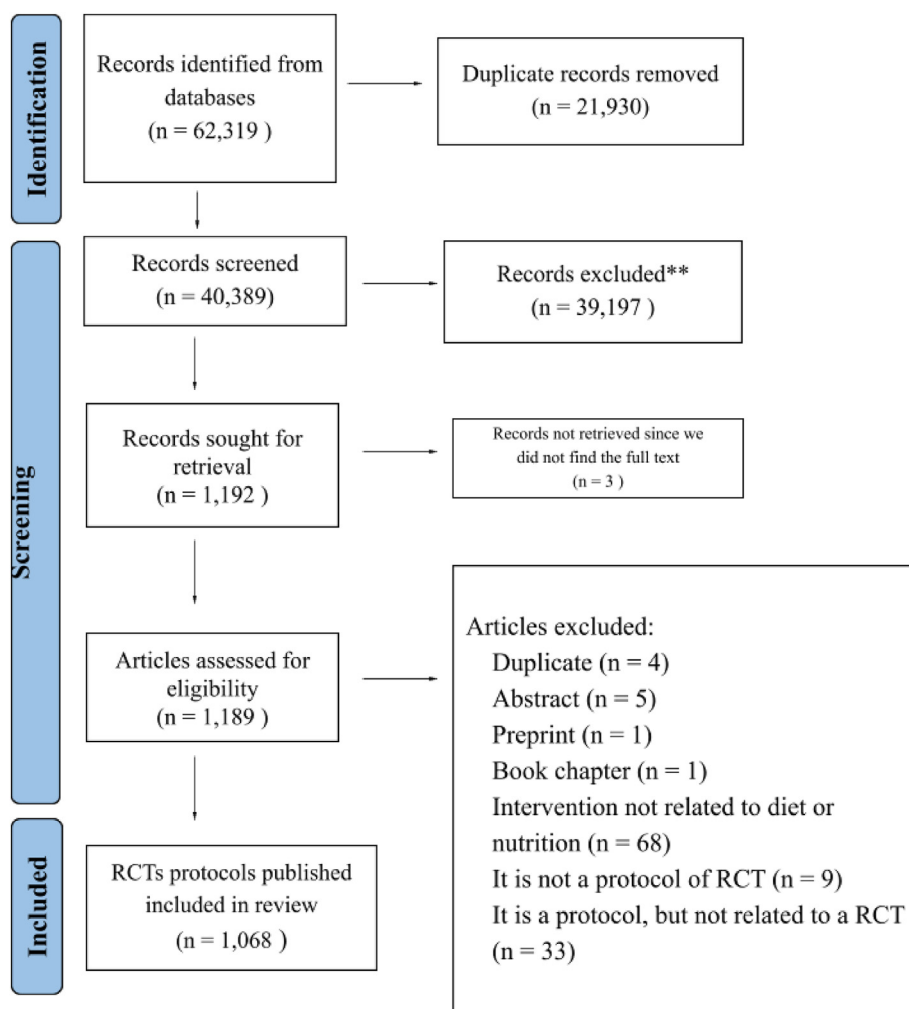 Identification
Records identified from
databases
(n = 62,319 )
Duplicate records removed
(n = 21,930)
Screening
Records screened
(n = 40,389)
Records excluded**
(n = 39,197 )
Records sought for
retrieval
(n = 1,192 )
Records not retrieved since we
did not find the full text
(n = 3 )
Articles assessed for
eligibility
(n = 1,189 )
Articles excluded:
Duplicate (n = 4)
Abstract (n = 5)
Preprint (n = 1)
Book chapter (n = 1)
Intervention not related to diet or
nutrition (n = 68)
It is not a protocol of RCT (n = 9)
It is a protocol, but not related to a RCT
(n = 33)
Included
RCTs protocols published
included in review
(n = 1,068 )